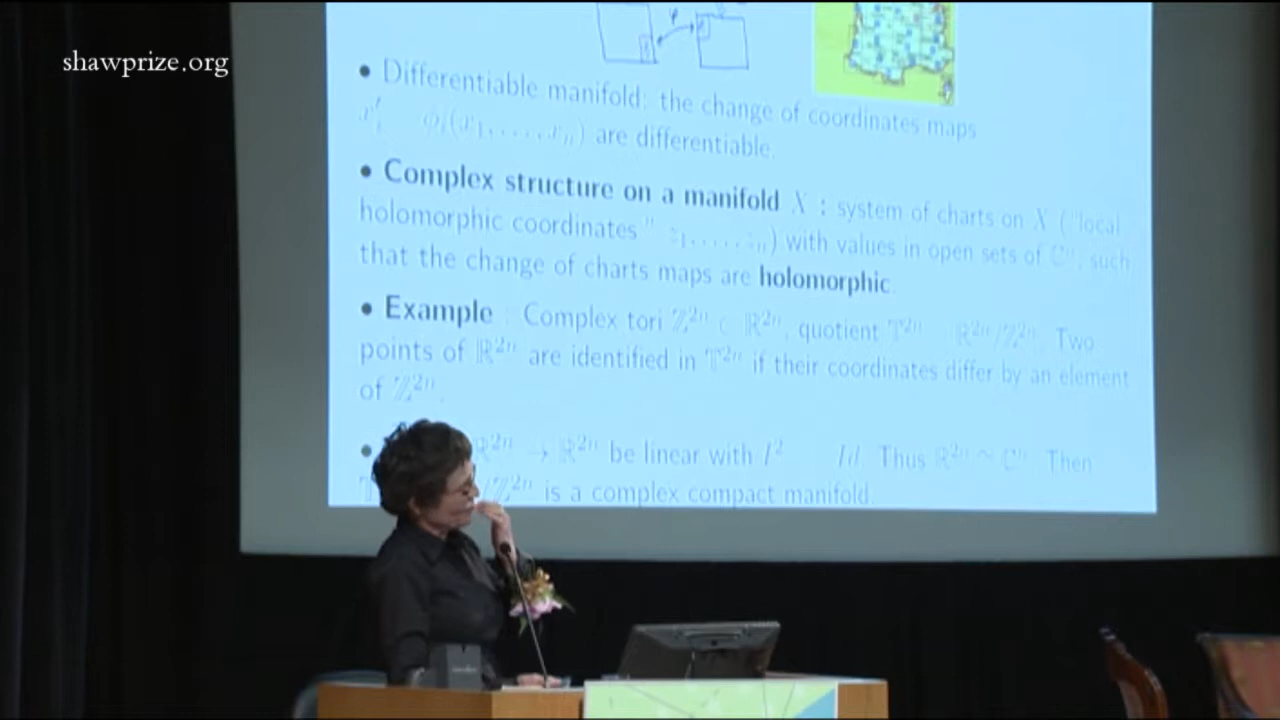 shawprize.org
• Differentiable manifold: the change of coordinates maps
x′ᵢ ϕᵢ(x₁, . . . , xₙ) are differentiable.
• Complex structure on a manifold X : system of charts on X ("local
holomorphic coordinates " z₁, . . . , zₙ) with values in open sets of ℂⁿ, such
that the change of charts maps are holomorphic.
• Example : Complex tori ℤ²ⁿ ⊂ ℝ²ⁿ, quotient 𝕋²ⁿ ℝ²ⁿ/ℤ²ⁿ. Two
points of ℝ²ⁿ are identified in 𝕋²ⁿ if their coordinates differ by an element
of ℤ²ⁿ.
• ℝ²ⁿ → ℝ²ⁿ be linear with I² Id. Thus ℝ²ⁿ ≅ ℂⁿ. Then
/ℤ²ⁿ is a complex compact manifold.